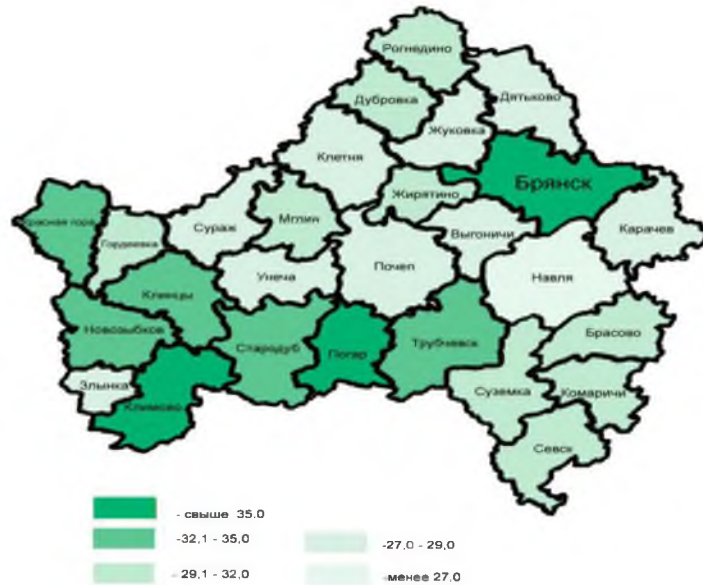 Рогнедино
Дубровка
Дятьково
Жуковка
Клетня
Брянск
Жирятино
Красная гора
Сураж
Мглин
Карачев
Гордеевка
Выгоничи
Унеча
Почеп
Навля
Клинцы
Новозыбков
Стародуб
Погар
Трубчевск
Брасово
Злынка
Климово
Суземка
Комаричи
Севск
- свыше 35.0
-32,1 - 35,0
-27,0 - 29,0
- 29,1 - 32,0
-менее 27.0